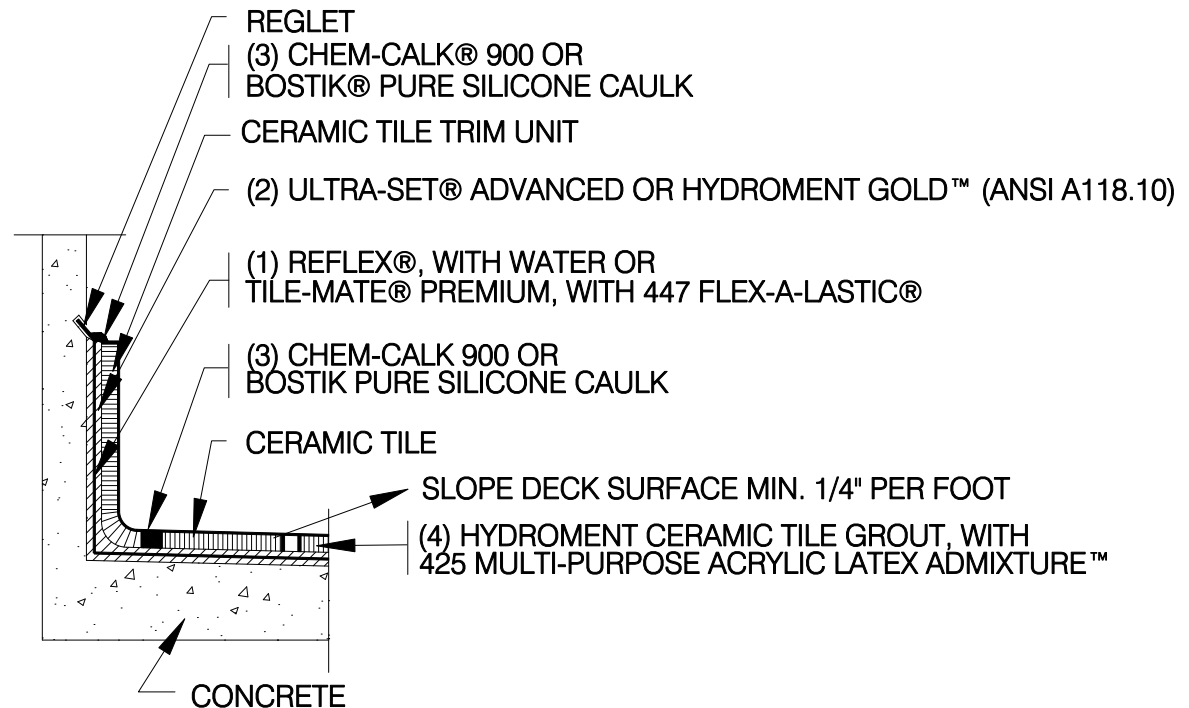 REGLET
(3) CHEM-CALK® 900 OR
BOSTIK® PURE SILICONE CAULK
CERAMIC TILE TRIM UNIT
(2) ULTRA-SET® ADVANCED OR HYDROMENT GOLD™ (ANSI A118.10)
(1) REFLEX®, WITH WATER OR
TILE-MATE® PREMIUM, WITH 447 FLEX-A-LASTIC®
(3) CHEM-CALK 900 OR
BOSTIK PURE SILICONE CAULK
CERAMIC TILE
SLOPE DECK SURFACE MIN. 1/4" PER FOOT
(4) HYDROMENT CERAMIC TILE GROUT, WITH
425 MULTI-PURPOSE ACRYLIC LATEX ADMIXTURE™
CONCRETE